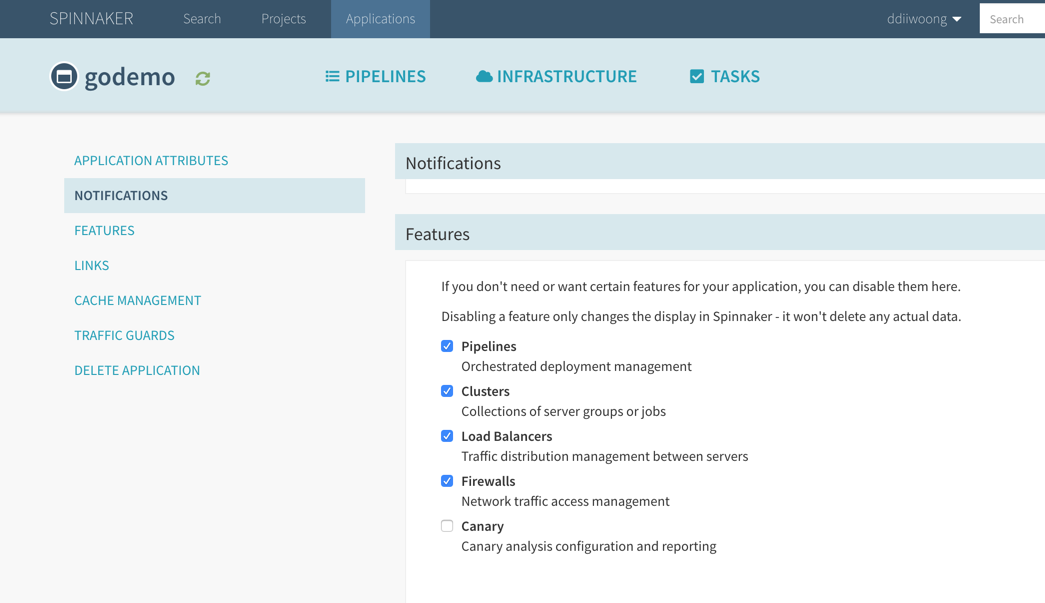 SPINNAKER Search Projects Applications ddiiwoong Search
godemo PIPELINES INFRASTRUCTURE TASKS
APPLICATION ATTRIBUTES
NOTIFICATIONS
FEATURES
LINKS
CACHE MANAGEMENT
TRAFFIC GUARDS
DELETE APPLICATION
Notifications
Features
If you don't need or want certain features for your application, you can disable them here.
Disabling a feature only changes the display in Spinnaker - it won't delete any actual data.
Pipelines
Orchestrated deployment management
Clusters
Collections of server groups or jobs
Load Balancers
Traffic distribution management between servers
Firewalls
Network traffic access management
Canary
Canary analysis configuration and reporting